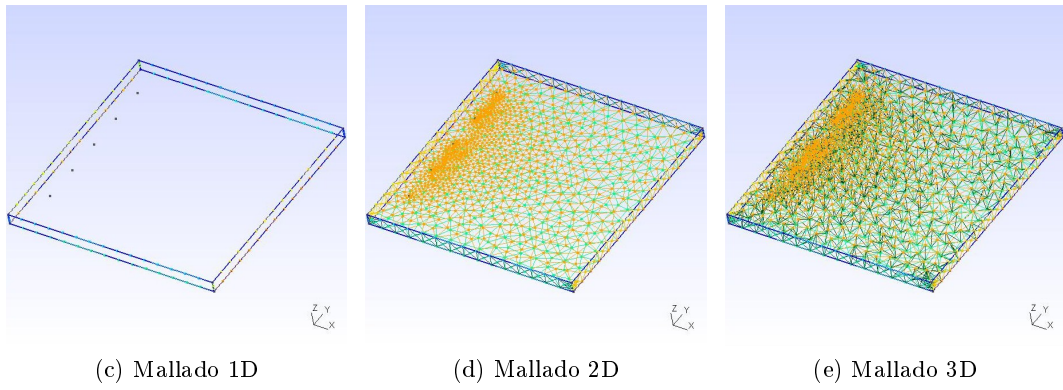 Z Y
X
Z Y
X
Z Y
X
(c) Mallado 1D
(d) Mallado 2D
(e) Mallado 3D